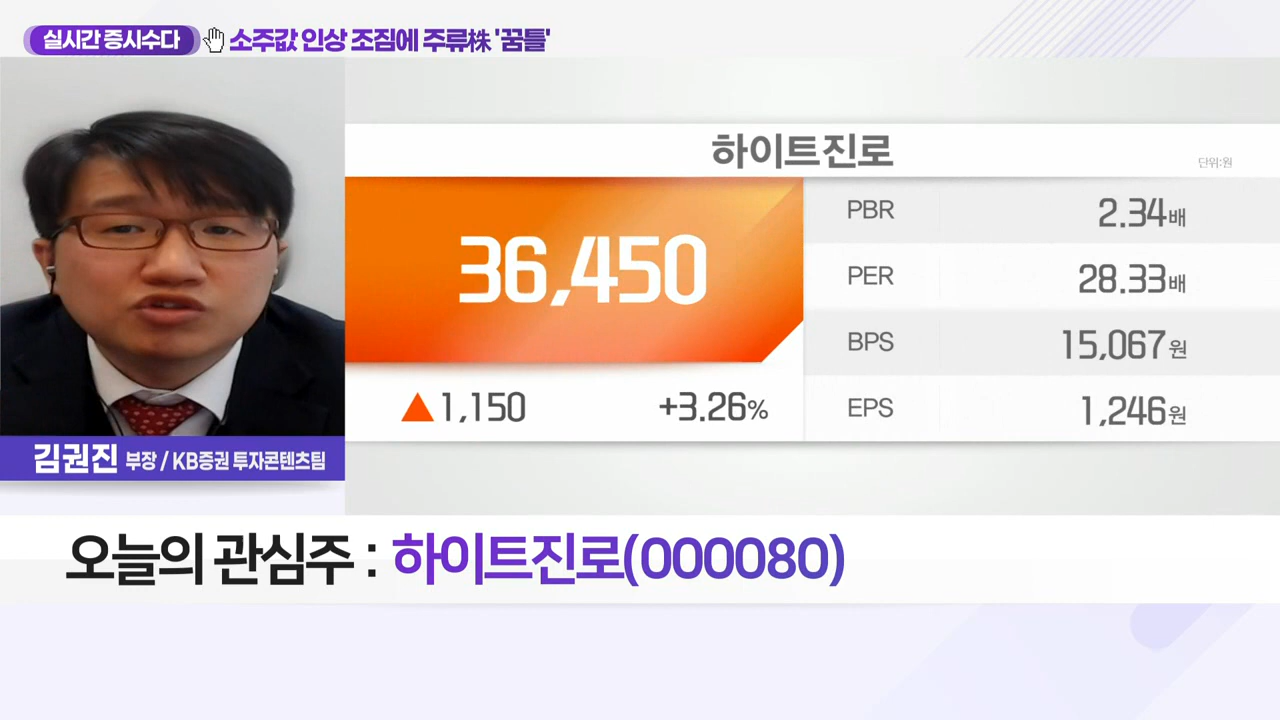 실시간 증시수다 소주값 인상 조짐에 주류株 '꿈틀'
하이트진로
단위:원
36,450
▲1,150 +3.26%
PBR 2.34배
PER 28.33배
BPS 15,067원
EPS 1,246원
김권진 부장 / KB증권 투자콘텐츠팀
오늘의 관심주 : 하이트진로(000080)